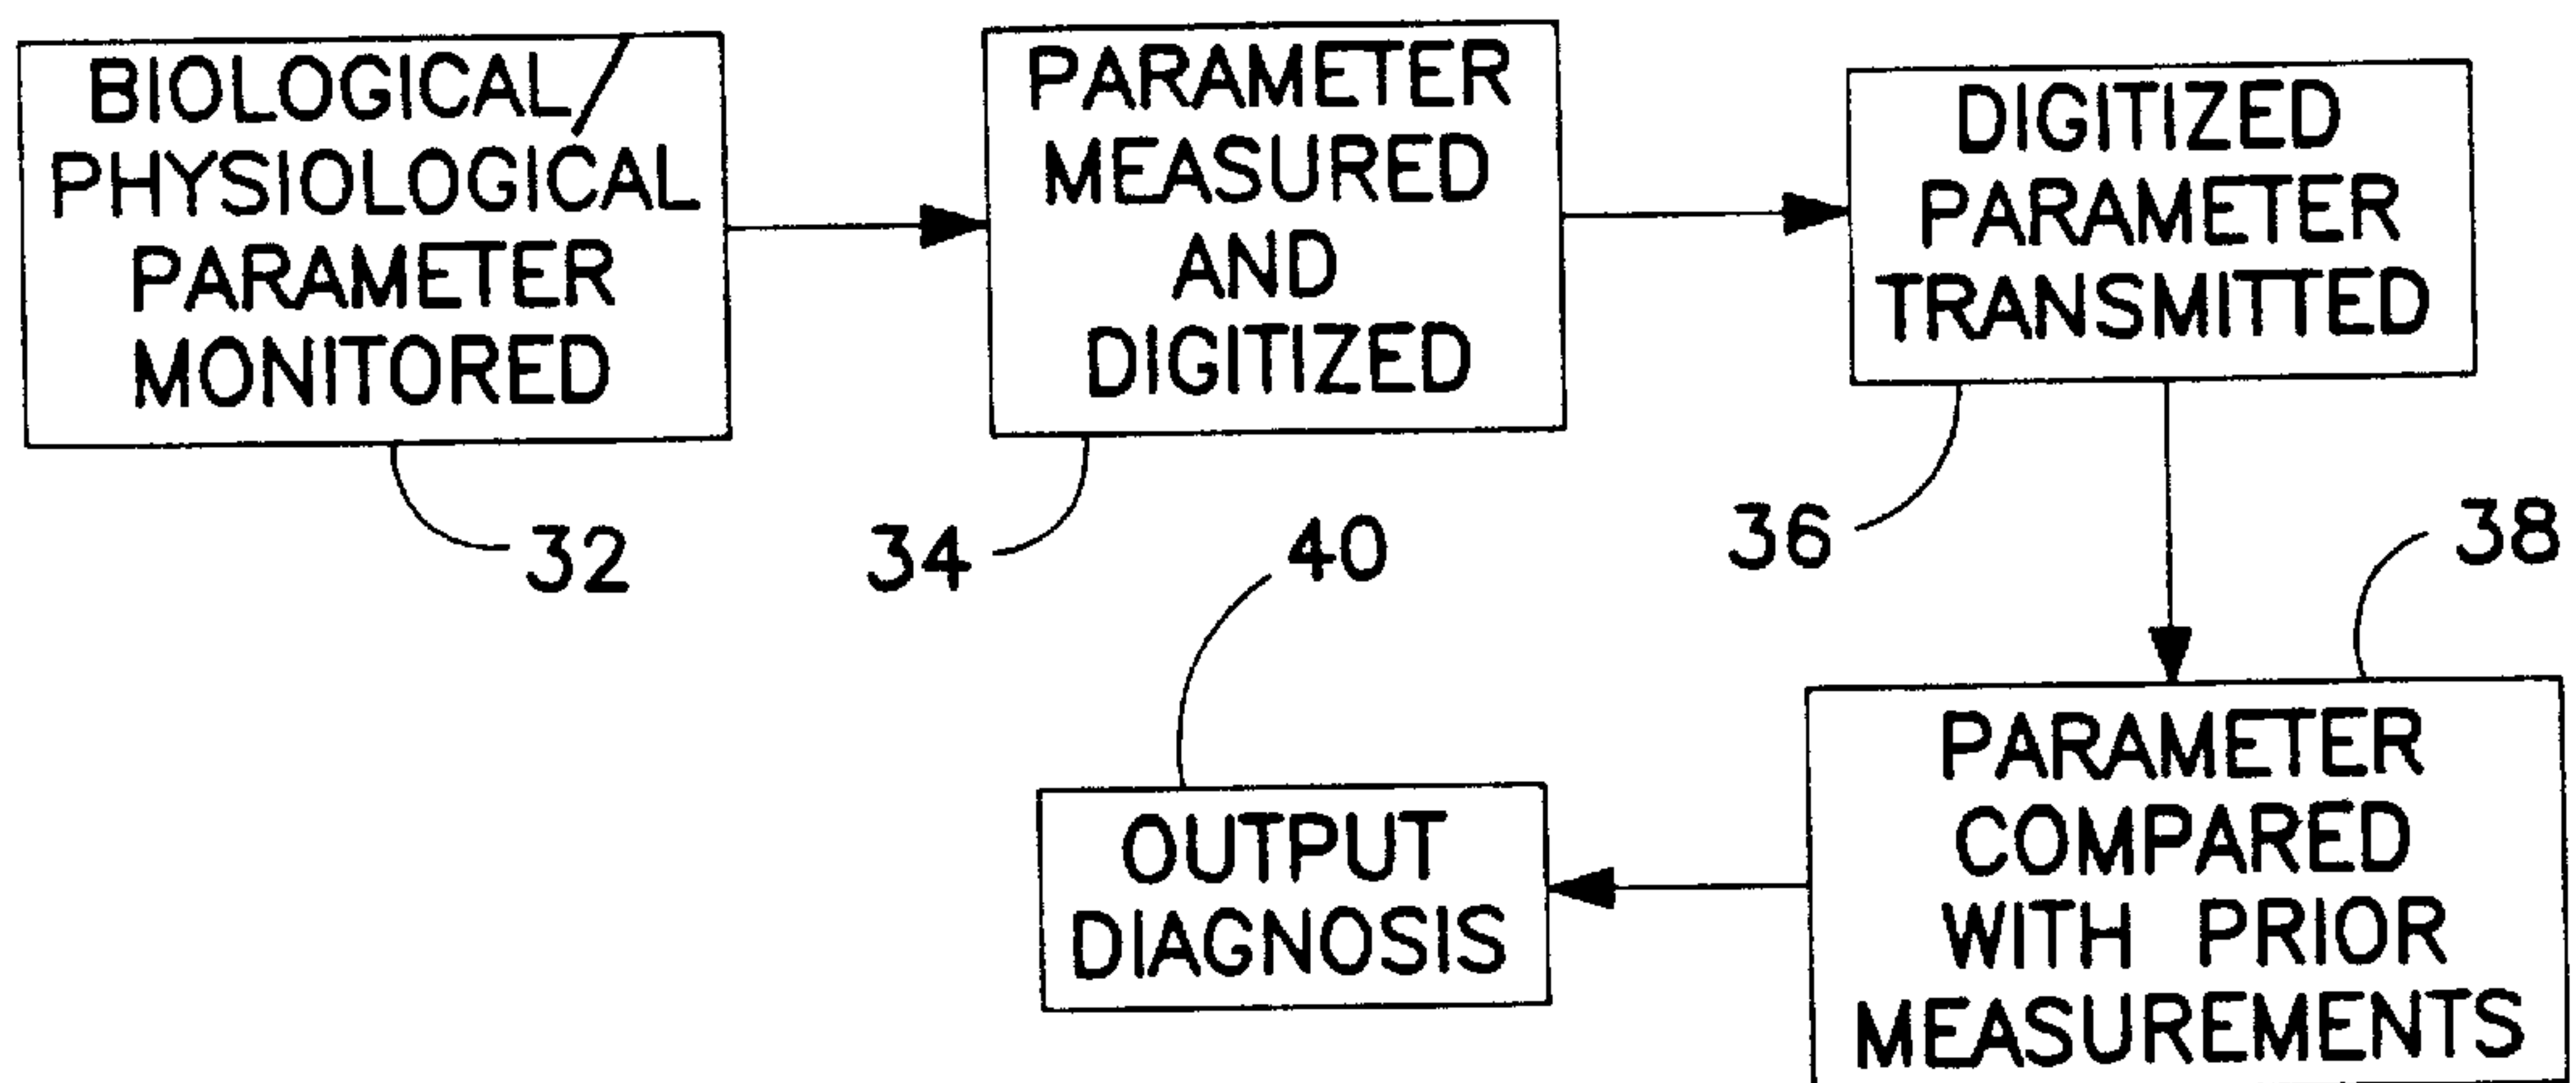 BIOLOGICAL/
PHYSIOLOGICAL
PARAMETER
MONITORED
32
PARAMETER
MEASURED
AND
DIGITIZED
34
DIGITIZED
PARAMETER
TRANSMITTED
36
PARAMETER
COMPARED
WITH PRIOR
MEASUREMENTS
38
OUTPUT
DIAGNOSIS
40